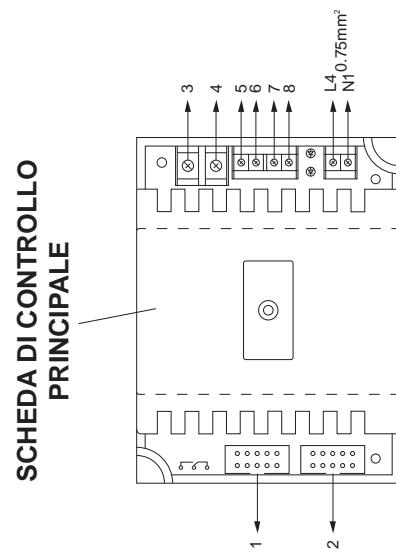 SCHEDA DI CONTROLLO
PRINCIPALE
3
4
5
6
7
8
L4
N1 0.75mm²
1
2